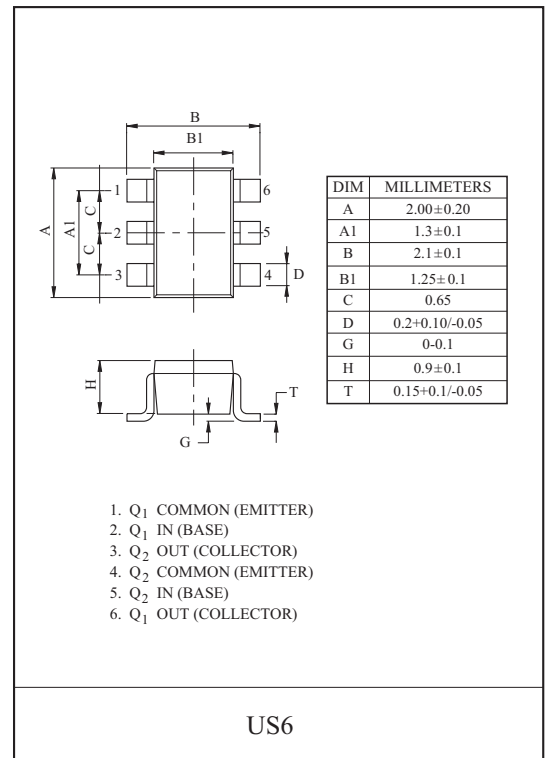 B
B1
1 6
A A1 C
2 5
C
3 4 D
H T
G
DIM MILLIMETERS
A 2.00±0.20
A1 1.3±0.1
B 2.1±0.1
B1 1.25±0.1
C 0.65
D 0.2+0.10/-0.05
G 0-0.1
H 0.9±0.1
T 0.15+0.1/-0.05
1. Q1 COMMON (EMITTER)
2. Q1 IN (BASE)
3. Q2 OUT (COLLECTOR)
4. Q2 COMMON (EMITTER)
5. Q2 IN (BASE)
6. Q1 OUT (COLLECTOR)
US6